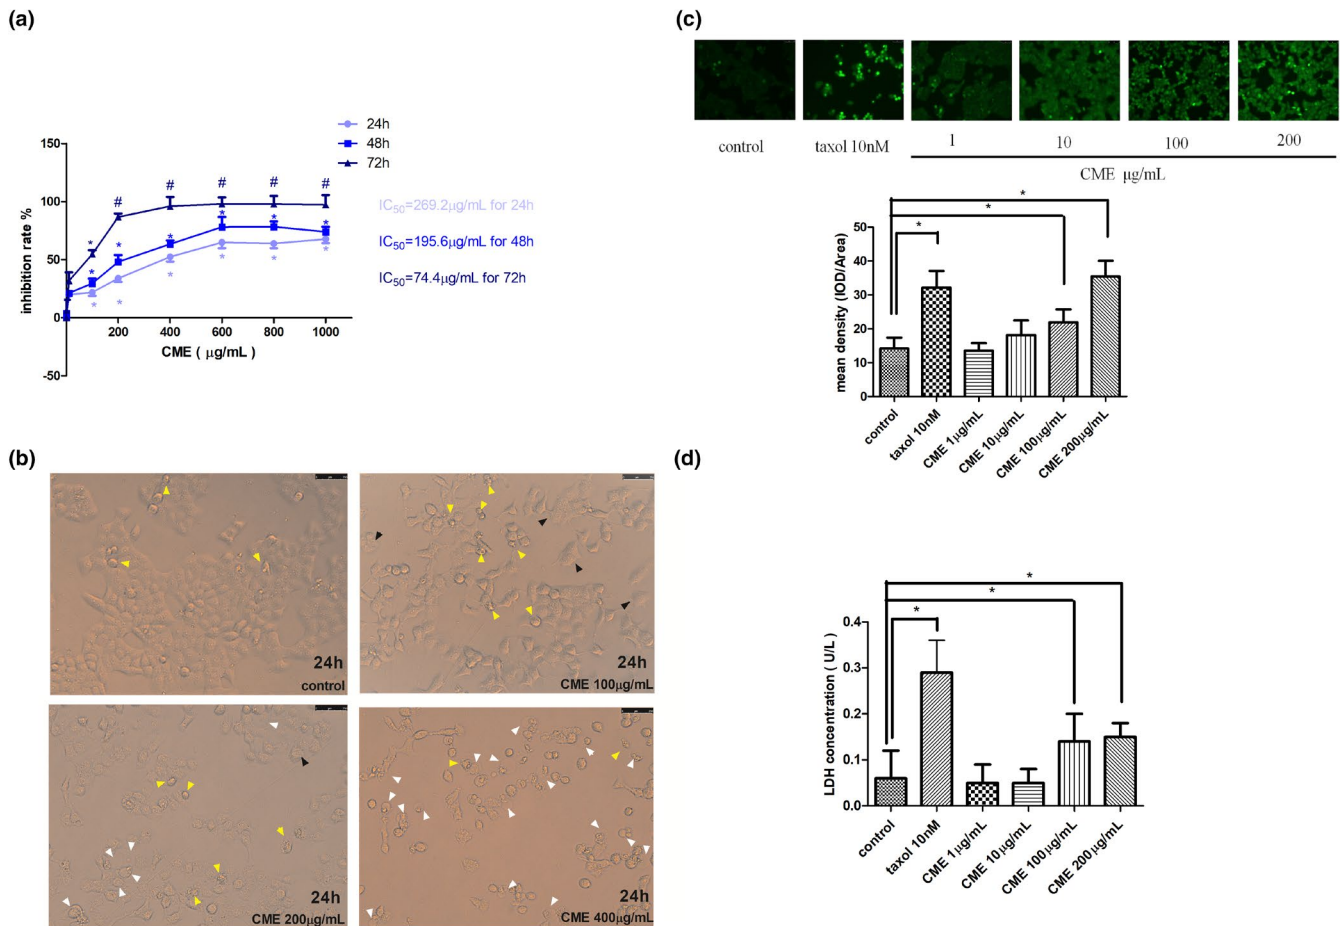 (a)
24h
48h
72h
150
100
50
0
-50
200
400
600
800
1000
inhibition rate %
CME ( μg/mL )
#
#
#
#
#
*
*
*
*
*
*
*
*
*
*
*
*
*
*
IC50=269.2μg/mL for 24h
IC50=195.6μg/mL for 48h
IC50=74.4μg/mL for 72h
(b)
24h
control
24h
CME 100μg/mL
24h
CME 200μg/mL
24h
CME 400μg/mL
(c)
control
taxol 10nM
1
10
100
200
CME μg/mL
*
*
*
50
40
30
20
10
0
mean density (IOD/Area)
control
taxol 10nM
CME 1μg/mL
CME 10μg/mL
CME 100μg/mL
CME 200μg/mL
(d)
*
*
*
0.4
0.3
0.2
0.1
0.0
LDH concentration ( U/L )
control
taxol 10nM
CME 1μg/mL
CME 10μg/mL
CME 100μg/mL
CME 200μg/mL